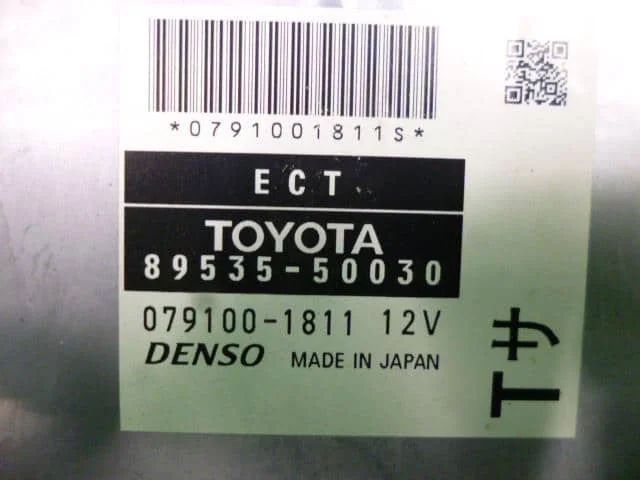 *0791001811S*
ECT
TOYOTA
89535-50030
079100-1811 12V
DENSO MADE IN JAPAN
Tサ